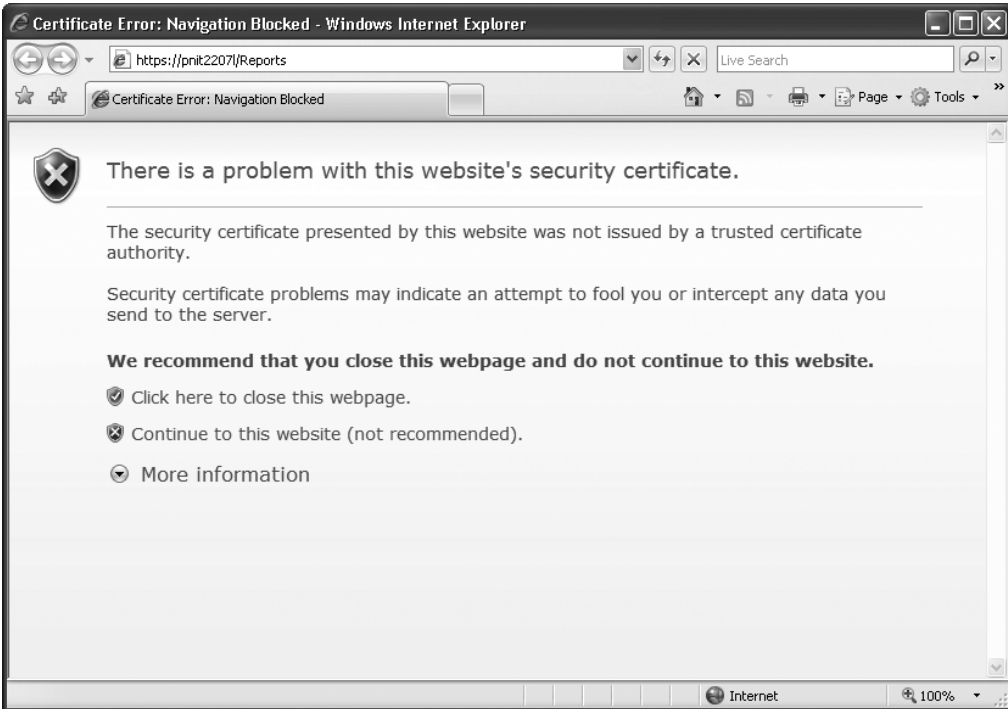 Certificate Error: Navigation Blocked - Windows Internet Explorer
https://pnit2207l/Reports
Live Search
Certificate Error: Navigation Blocked
Page
Tools
There is a problem with this website's security certificate.
The security certificate presented by this website was not issued by a trusted certificate
authority.
Security certificate problems may indicate an attempt to fool you or intercept any data you
send to the server.
We recommend that you close this webpage and do not continue to this website.
Click here to close this webpage.
Continue to this website (not recommended).
More information
Internet
100%